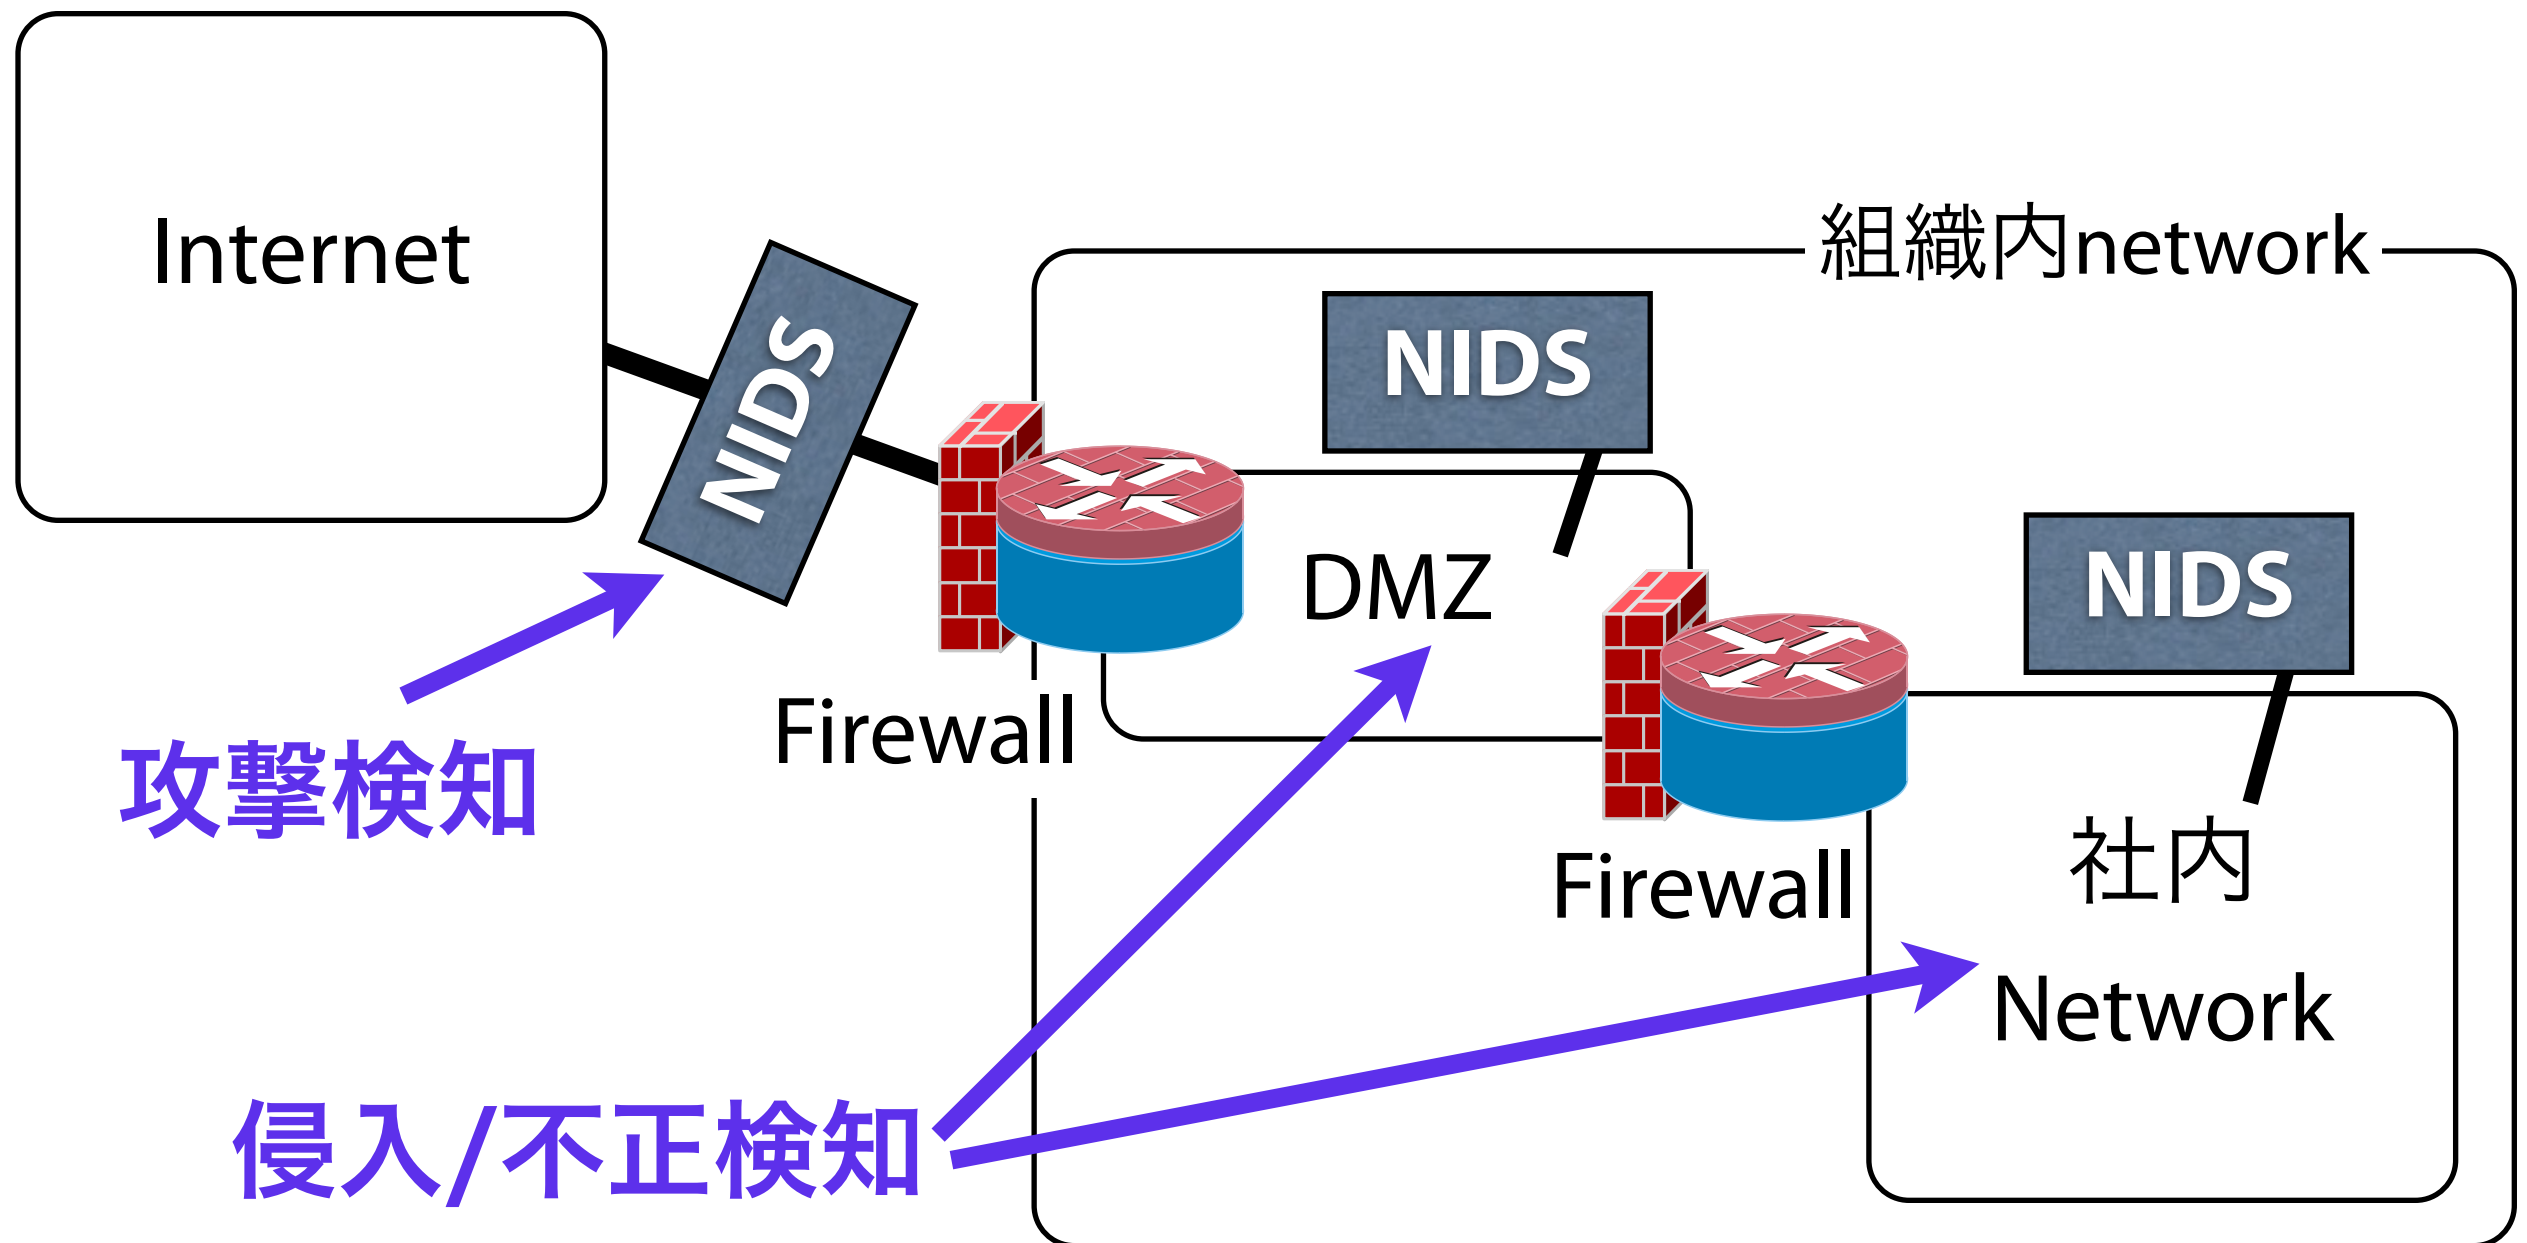 Internet
組織内network
NIDS
NIDS
NIDS
DMZ
Firewall
攻撃検知
Firewall
社内
Network
侵入/不正検知